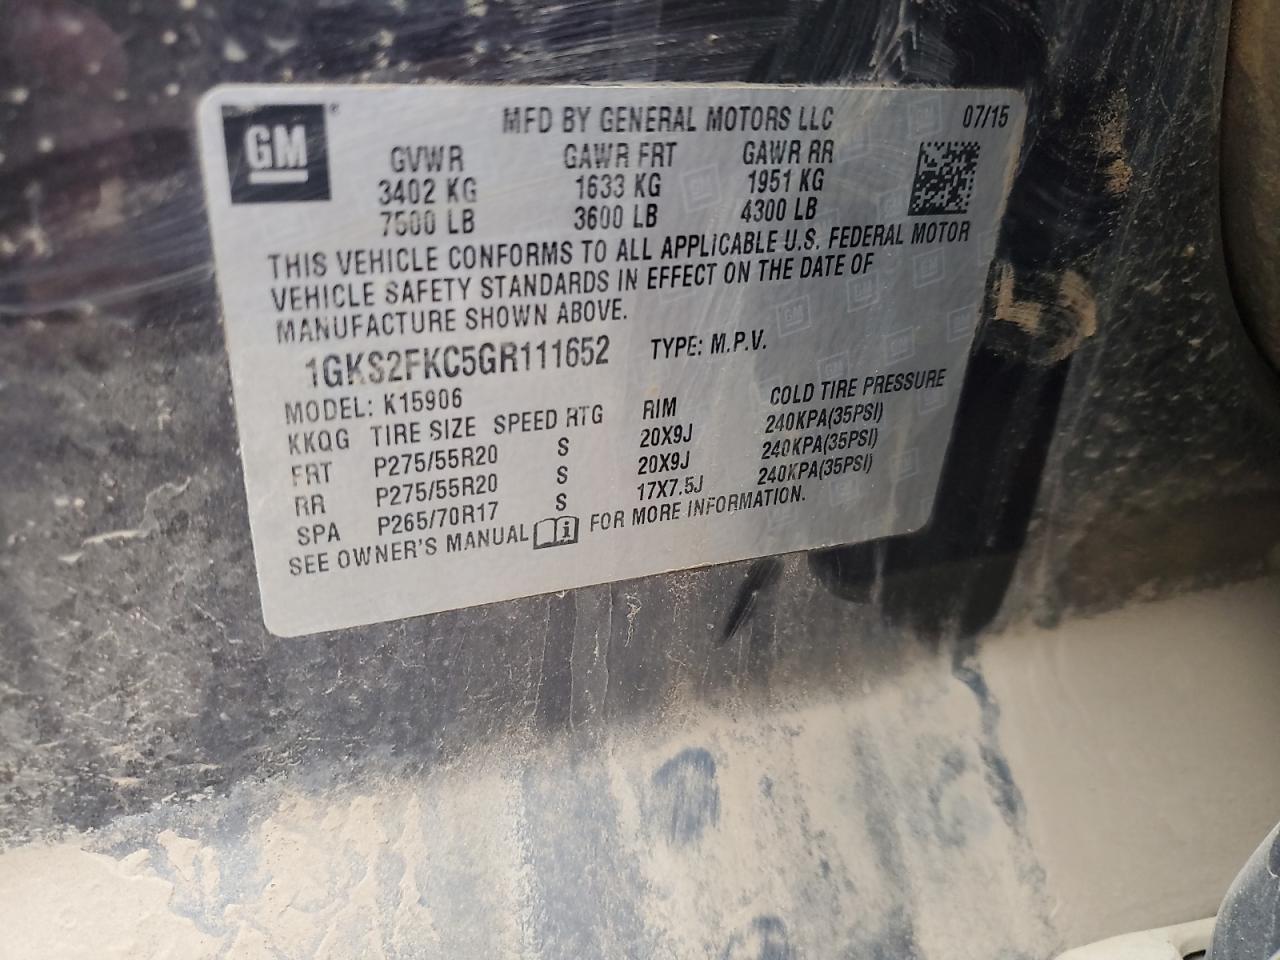 GM
MFD BY GENERAL MOTORS LLC 07/15
GVWR GAWR FRT GAWR RR
3402 KG 1633 KG 1951 KG
7500 LB 3600 LB 4300 LB
THIS VEHICLE CONFORMS TO ALL APPLICABLE U.S. FEDERAL MOTOR
VEHICLE SAFETY STANDARDS IN EFFECT ON THE DATE OF
MANUFACTURE SHOWN ABOVE.
1GKS2FKC5GR111652 TYPE: M.P.V.
MODEL: K15906
KKQG TIRE SIZE SPEED RTG RIM COLD TIRE PRESSURE
FRT P275/55R20 S 20X9J 240KPA(35PSI)
RR P275/55R20 S 20X9J 240KPA(35PSI)
SPA P265/70R17 S 17X7.5J 240KPA(35PSI)
SEE OWNER'S MANUAL FOR MORE INFORMATION.